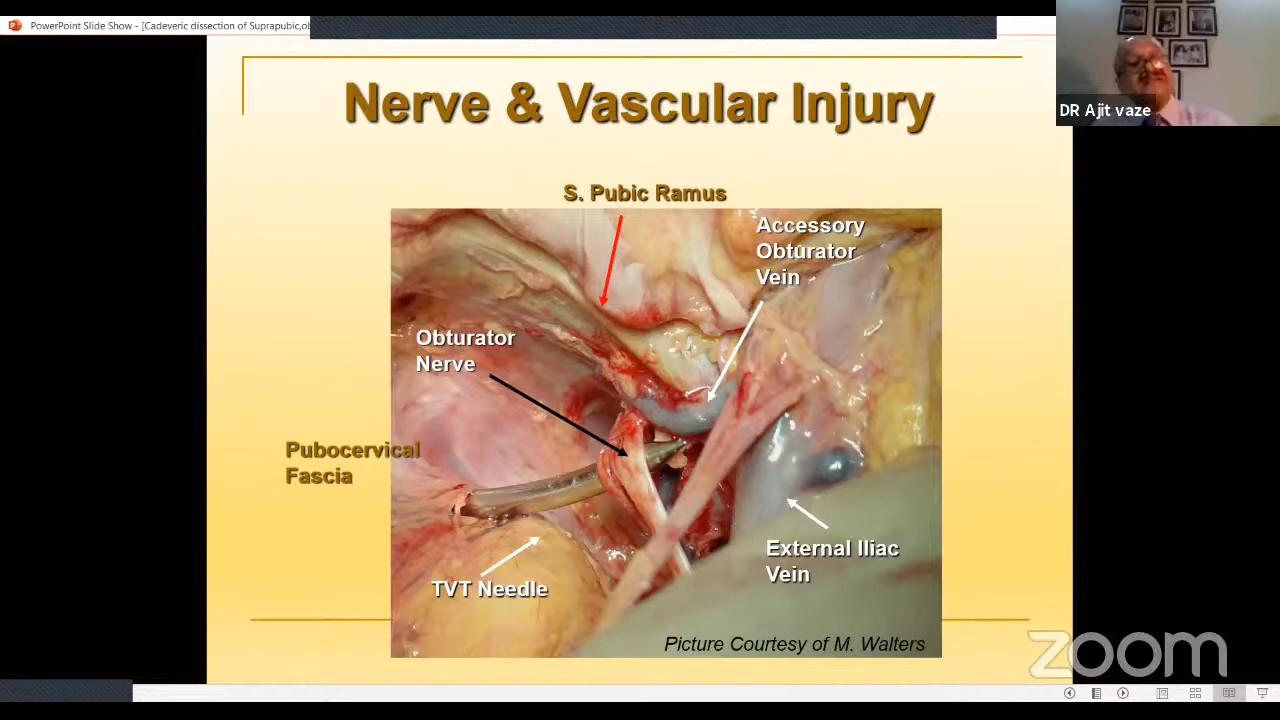 PowerPoint Slide Show - [Cadeveric dissection of Suprapubic,ob
DR Ajit vaze
Nerve & Vascular Injury
S. Pubic Ramus
Accessory
Obturator
Vein
Obturator
Nerve
Pubocervical
Fascia
External Iliac
Vein
TVT Needle
Picture Courtesy of M. Walters
zoom